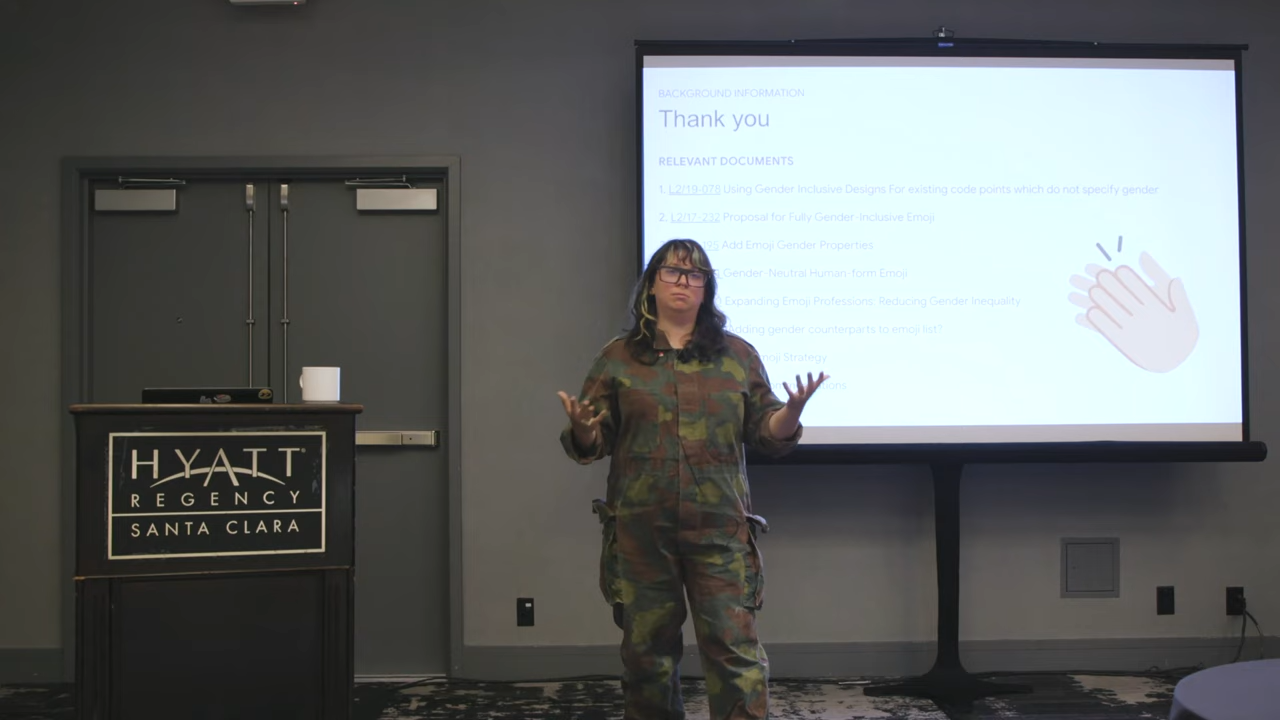 BACKGROUND INFORMATION
Thank you
RELEVANT DOCUMENTS
1. L2/19-078 Using Gender Inclusive Designs For existing code points which do not specify gender
2. L2/17-232 Proposal for Fully Gender-Inclusive Emoji
Add Emoji Gender Properties
Gender-Neutral Human-form Emoji
Expanding Emoji Professions: Reducing Gender Inequality
Adding gender counterparts to emoji list?
Strategy
HYATT
REGENCY
SANTA CLARA